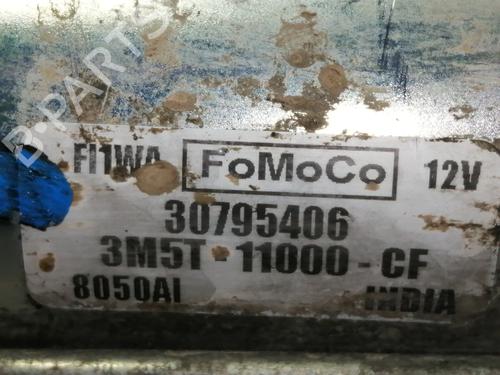 B-PARTS
FI1WA FoMoCo 12V
30795406
3M5T-11000-CF
8050AI INDIA